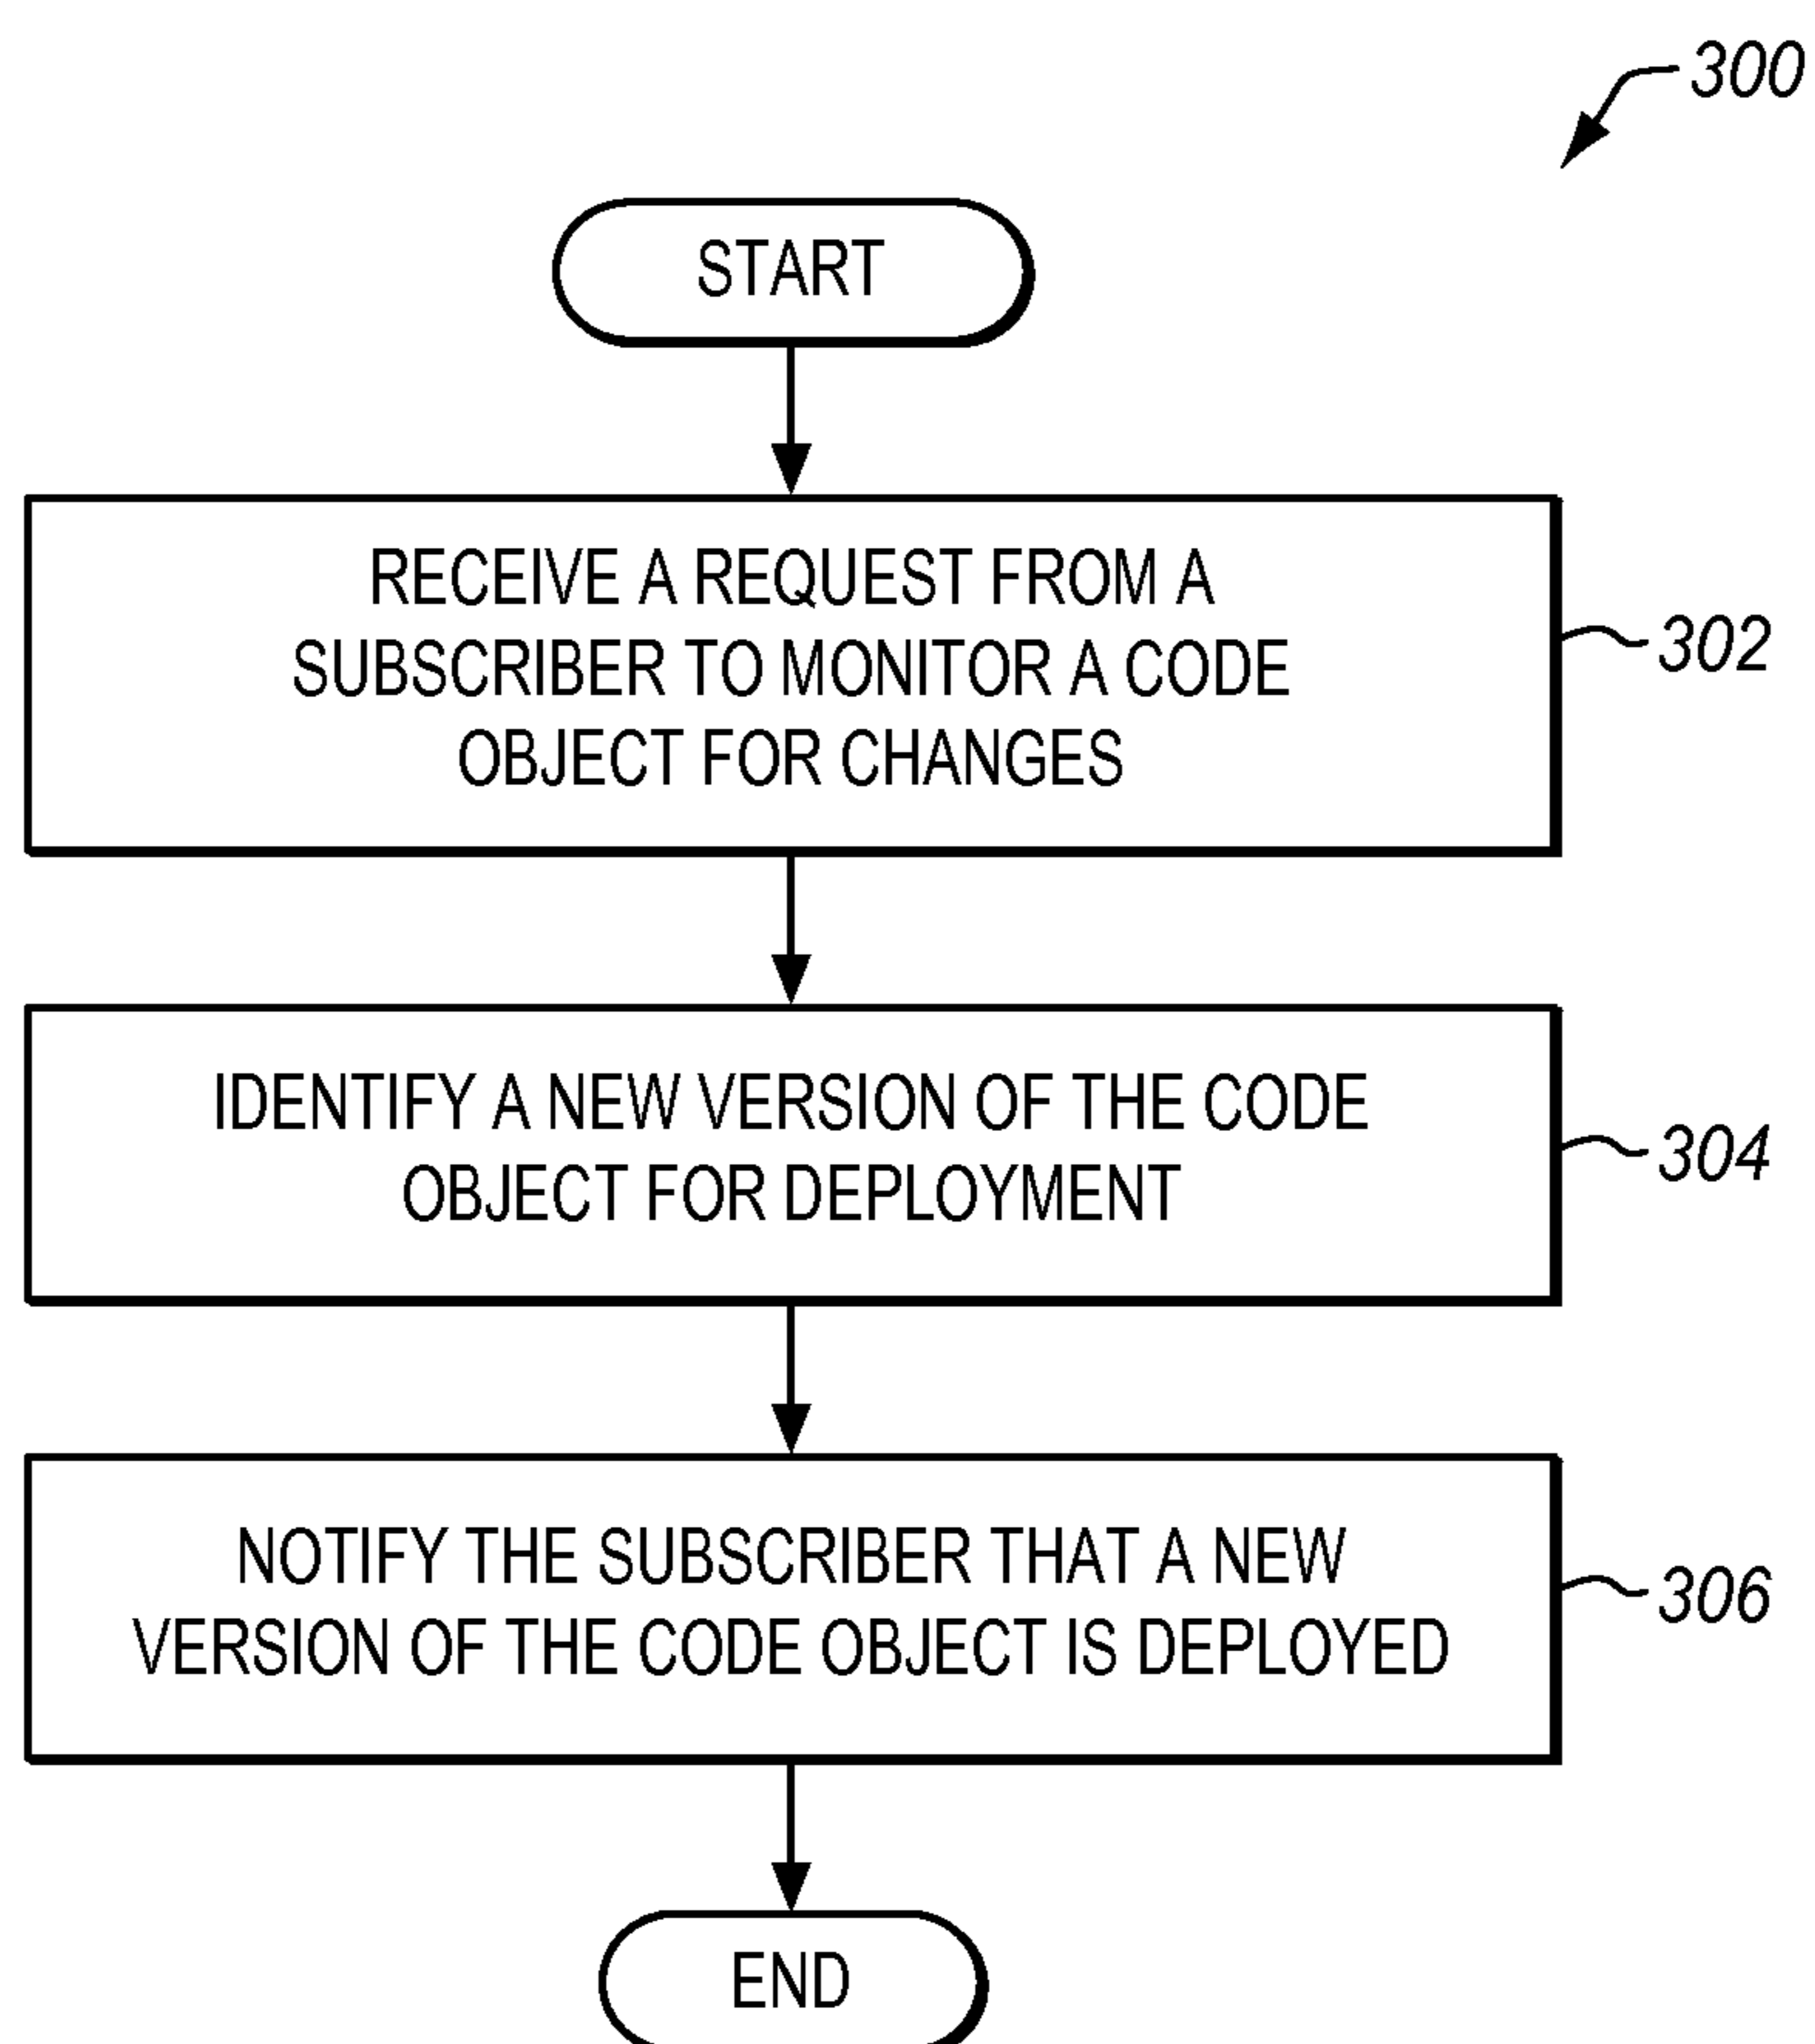 300
START
RECEIVE A REQUEST FROM A
SUBSCRIBER TO MONITOR A CODE
OBJECT FOR CHANGES
302
IDENTIFY A NEW VERSION OF THE CODE
OBJECT FOR DEPLOYMENT
304
NOTIFY THE SUBSCRIBER THAT A NEW
VERSION OF THE CODE OBJECT IS DEPLOYED
306
END